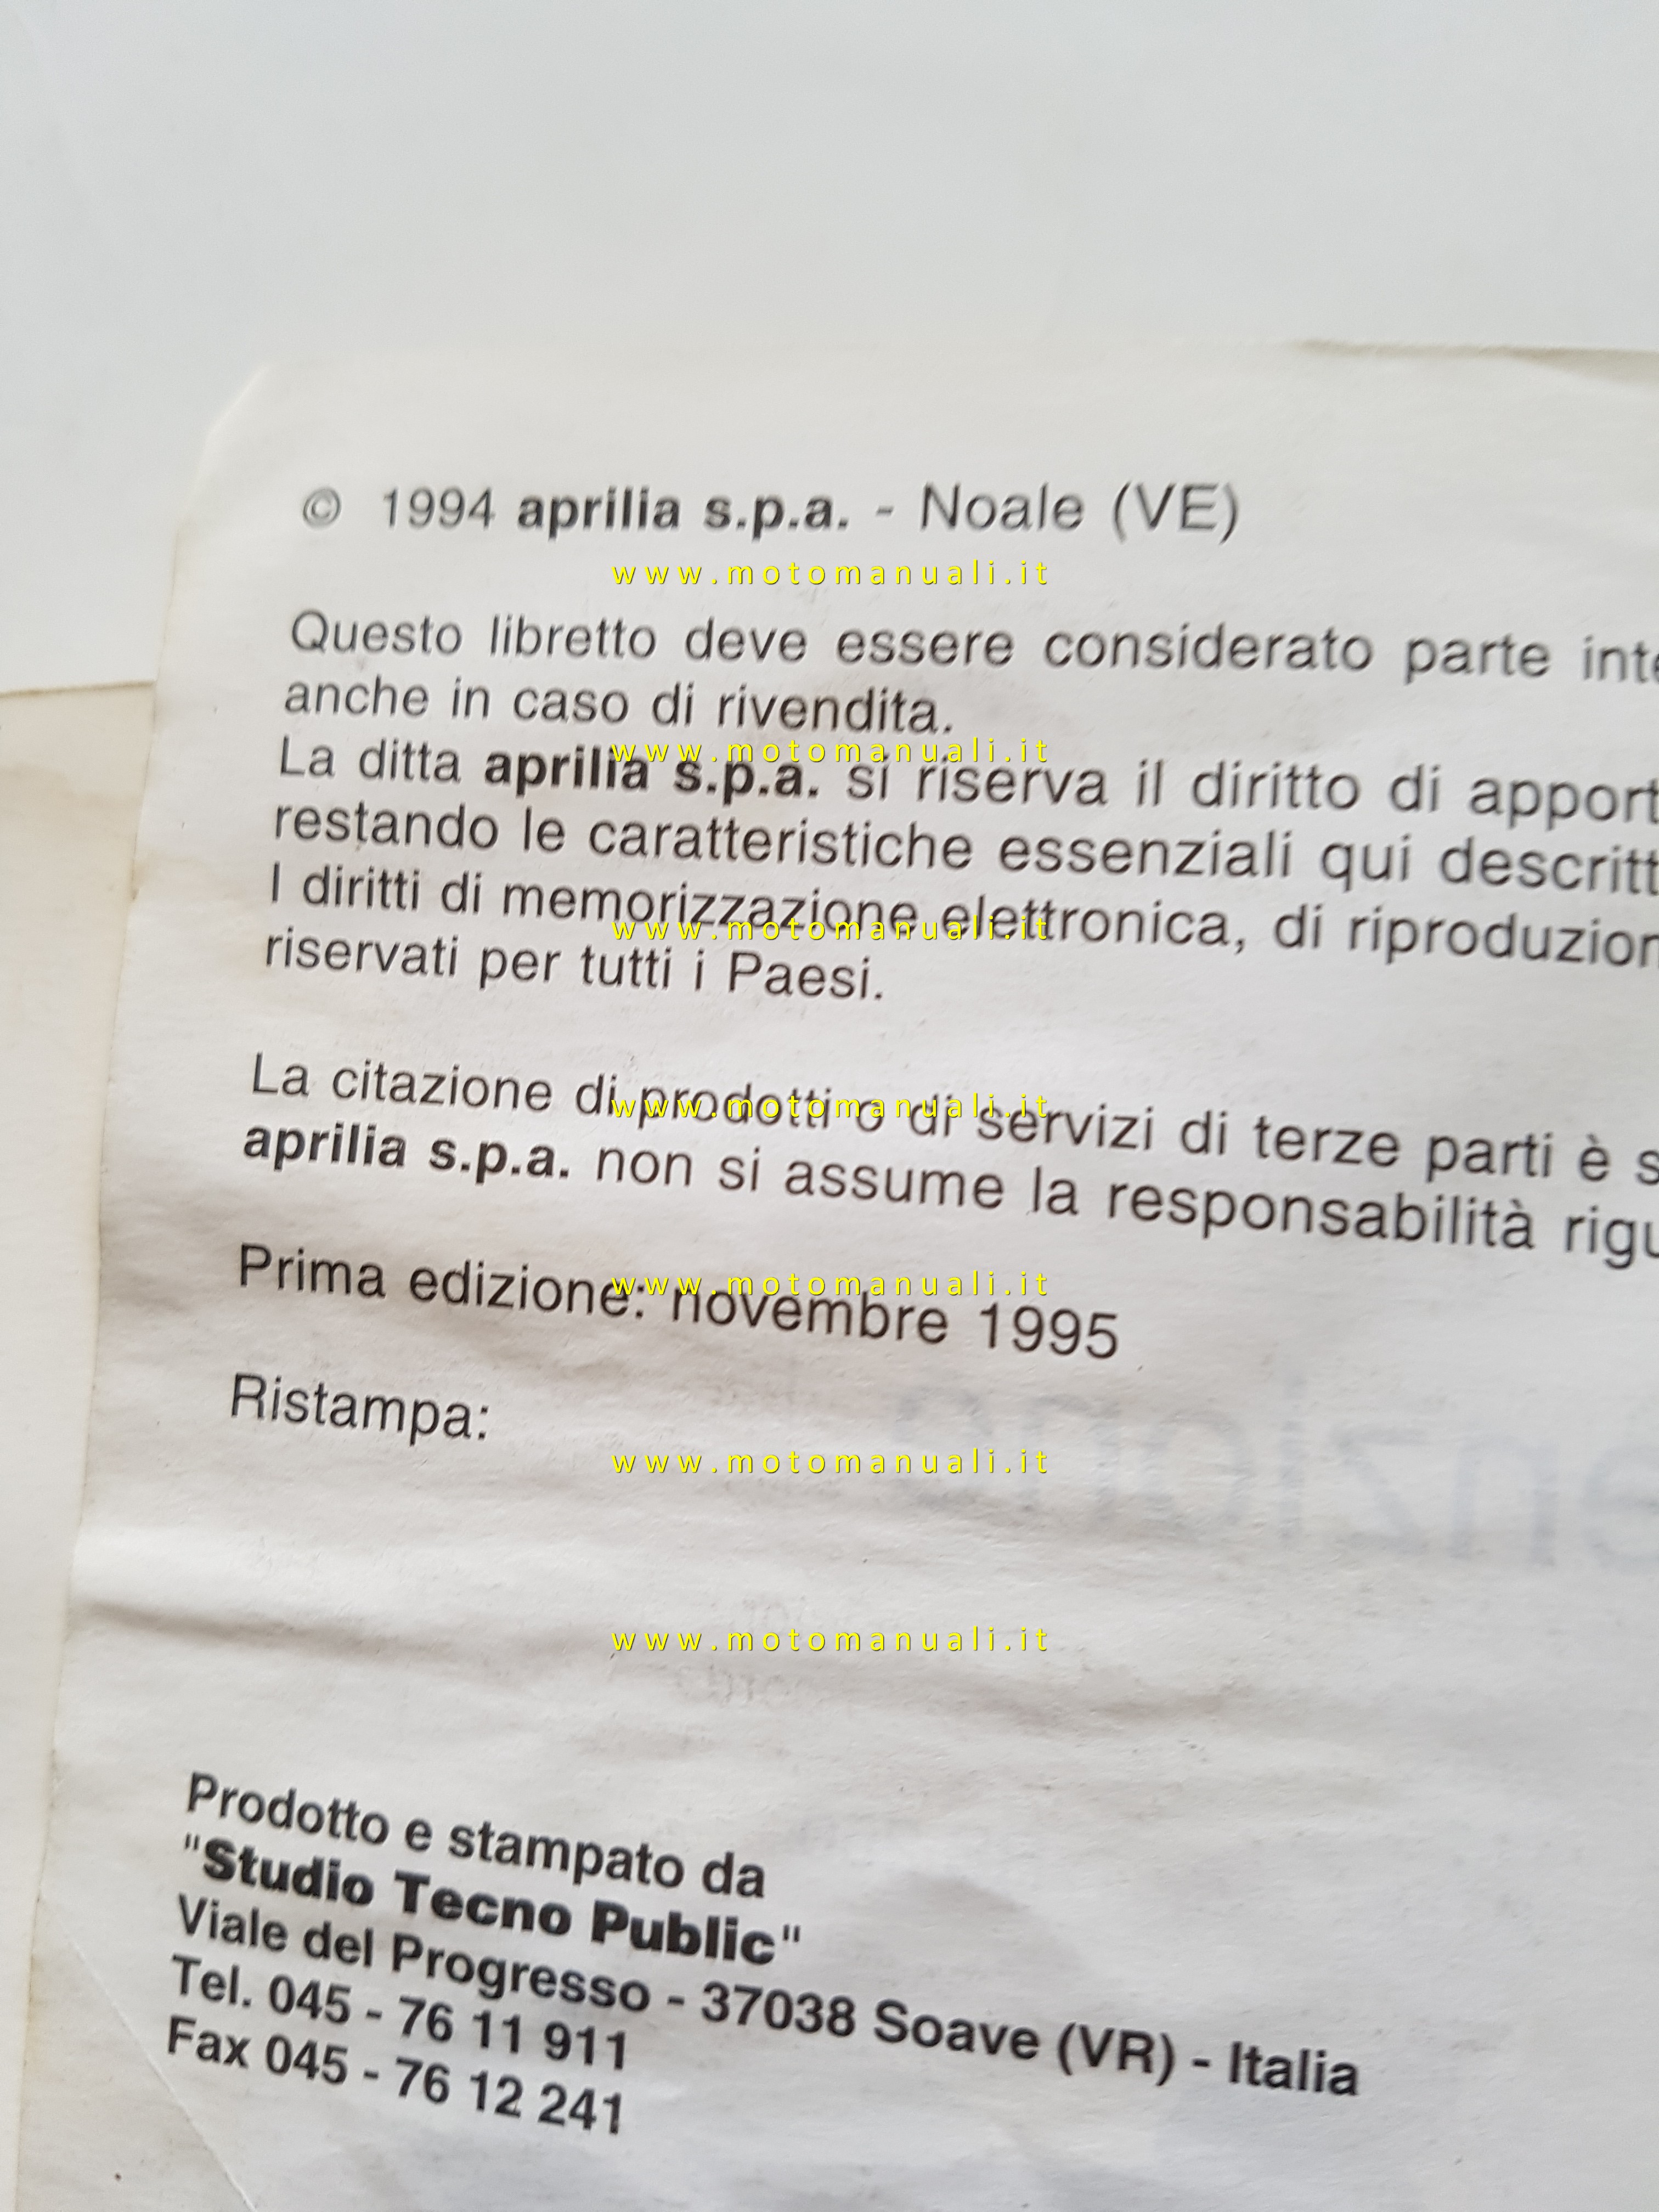 © 1994 aprilia s.p.a. - Noale (VE)
www.motomanuali.it
Questo libretto deve essere considerato parte inte
anche in caso di rivendita.
www.motomanuali.it
La ditta aprilia s.p.a. si riserva il diritto di apport
restando le caratteristiche essenziali qui descritt
I diritti di memorizzazione elettronica, di riproduzion
www.motomanuali.it
riservati per tutti i Paesi.
La citazione di prodotti o di servizi di terze parti è s
www.motomanuali.it
aprilia s.p.a. non si assume la responsabilità rigu
Prima edizione: novembre 1995
www.motomanuali.it
Ristampa:
www.motomanuali.it
www.motomanuali.it
Prodotto e stampato da
"Studio Tecno Public"
Viale del Progresso - 37038 Soave (VR) - Italia
Tel. 045 - 76 11 911
Fax 045 - 76 12 241